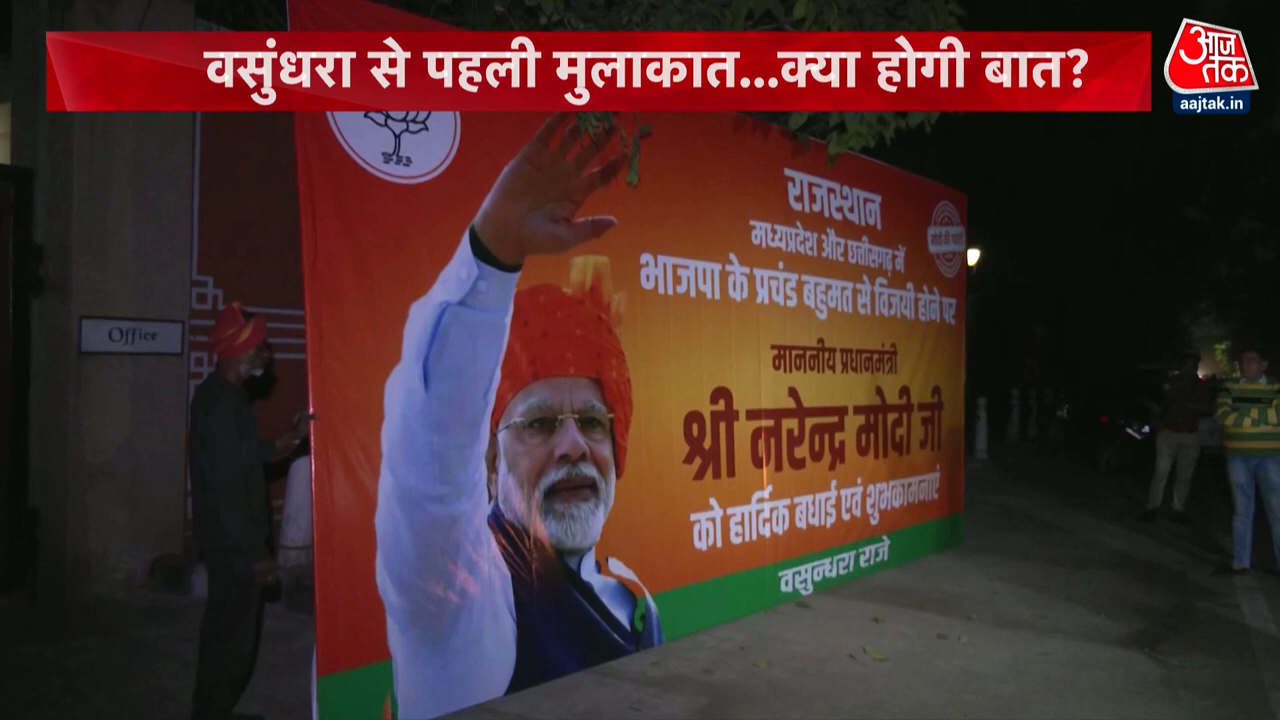 वसुंधरा से पहली मुलाकात...क्या होगी बात?
आज
तक
aajtak.in
राजस्थान
मध्यप्रदेश और छत्तीसगढ़ में
भाजपा के प्रचंड बहुमत से विजयी होने पर
माननीय प्रधानमंत्री
श्री नरेन्द्र मोदी जी
को हार्दिक बधाई एवं शुभकामनाएं
वसुन्धरा राजे
Office